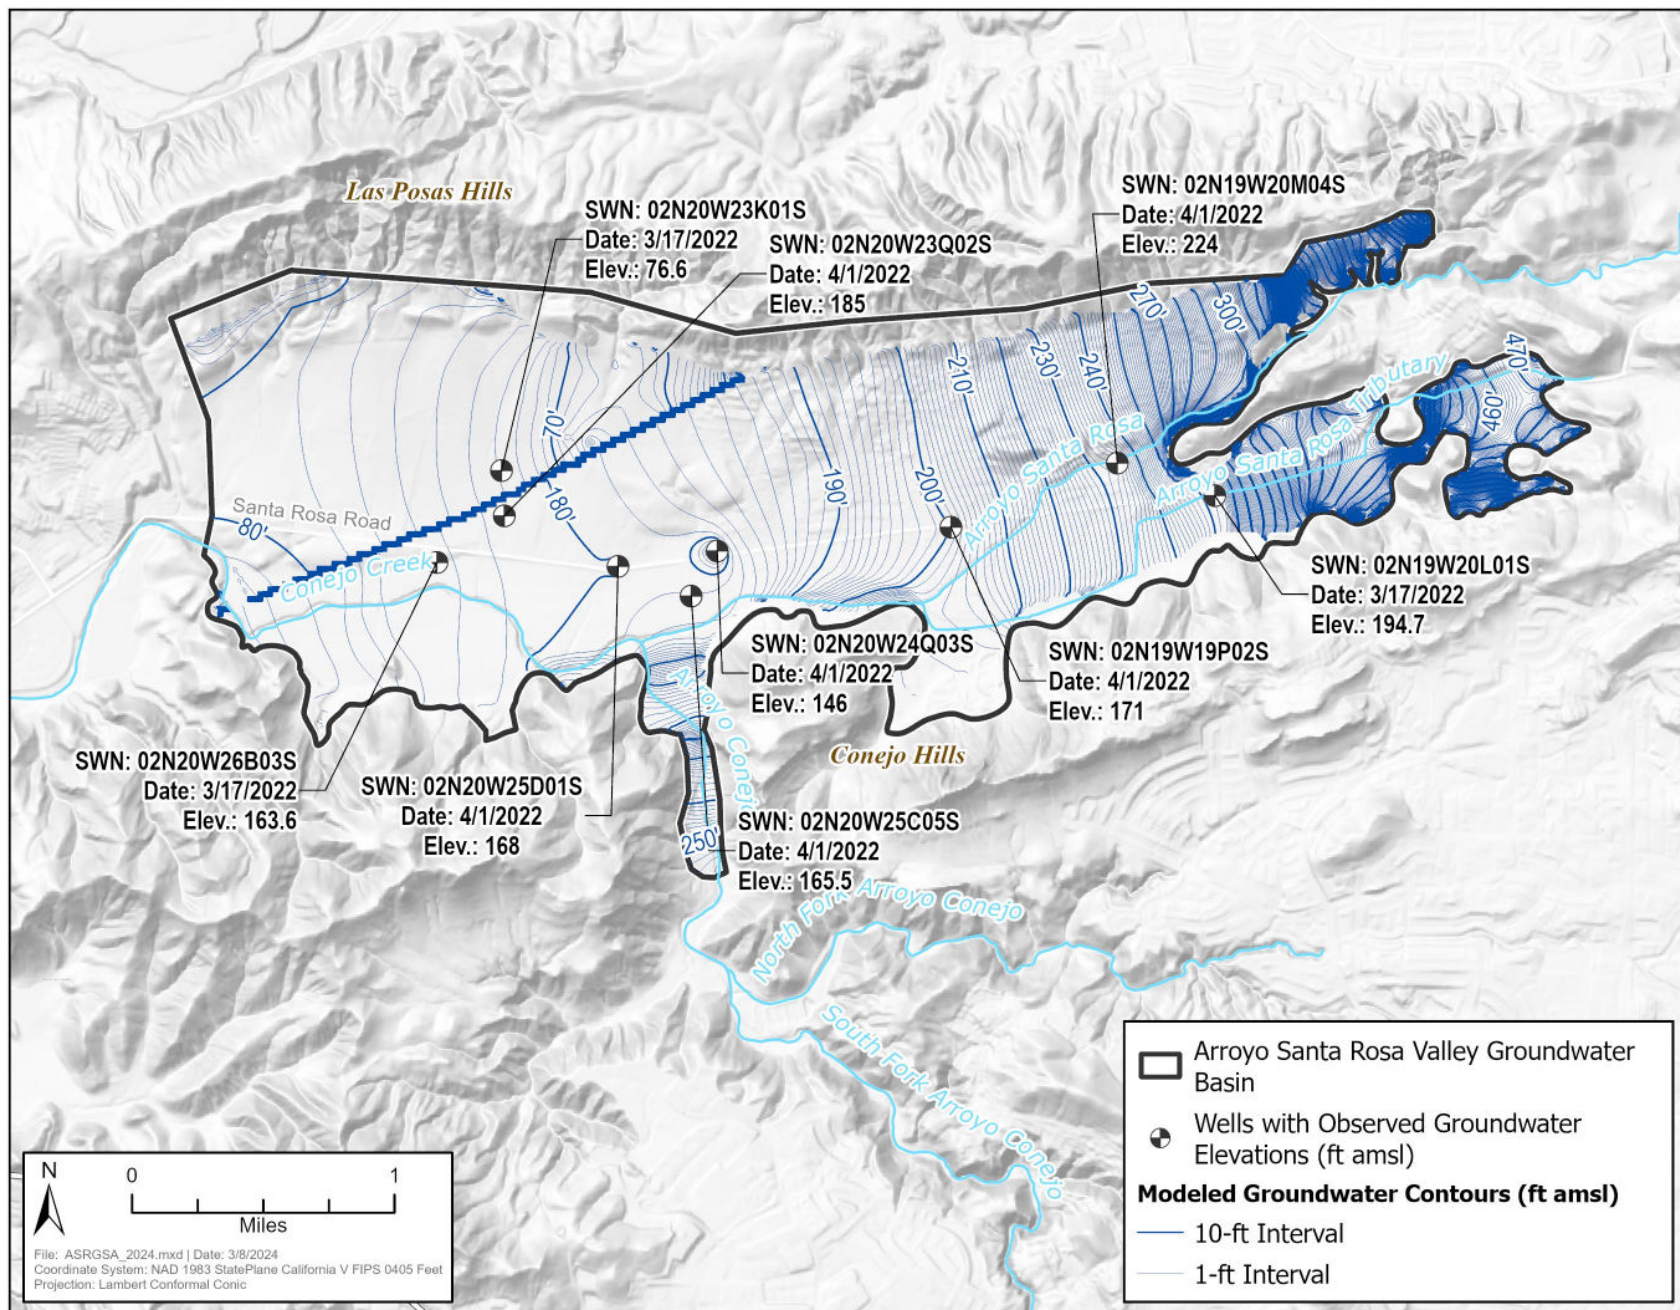 Las Posas Hills
SWN: 02N20W23K01S
Date: 3/17/2022
Elev.: 76.6
SWN: 02N20W23Q02S
Date: 4/1/2022
Elev.: 185
SWN: 02N19W20M04S
Date: 4/1/2022
Elev.: 224
270'
300'
210'
230'
240'
470'
460'
70'
180'
190'
200'
80'
Santa Rosa Road
Conejo Creek
Arroyo Santa Rosa
Arroyo Santa Rosa Tributary
SWN: 02N19W20L01S
Date: 3/17/2022
Elev.: 194.7
SWN: 02N20W24Q03S
Date: 4/1/2022
Elev.: 146
SWN: 02N19W19P02S
Date: 4/1/2022
Elev.: 171
Arroyo Conejo
Conejo Hills
SWN: 02N20W26B03S
Date: 3/17/2022
Elev.: 163.6
SWN: 02N20W25D01S
Date: 4/1/2022
Elev.: 168
250'
SWN: 02N20W25C05S
Date: 4/1/2022
Elev.: 165.5
North Fork Arroyo Conejo
South Fork Arroyo Conejo
Arroyo Santa Rosa Valley Groundwater
Basin
Wells with Observed Groundwater
Elevations (ft amsl)
Modeled Groundwater Contours (ft amsl)
10-ft Interval
1-ft Interval
N
0 1
Miles
File: ASRGSA_2024.mxd | Date: 3/8/2024
Coordinate System: NAD 1983 StatePlane California V FIPS 0405 Feet
Projection: Lambert Conformal Conic